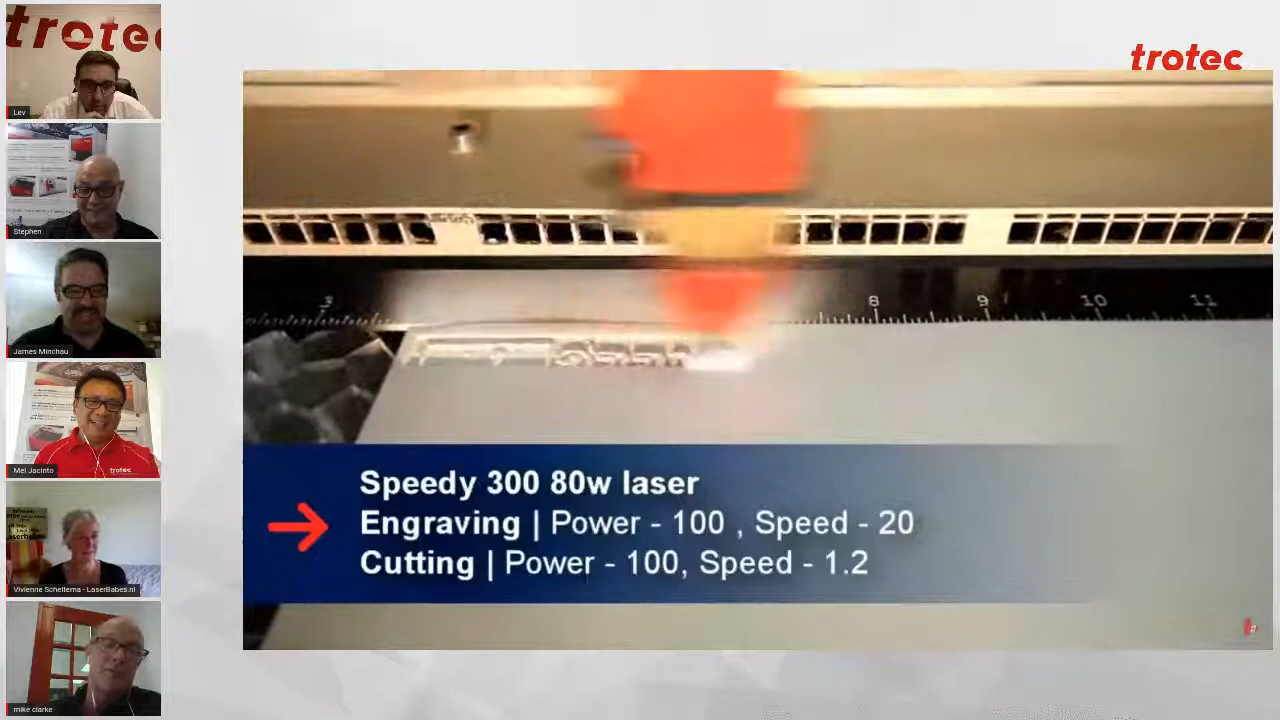 trotec
Lev
Stephen
James Minchau
Mel Jacinto
trotec
Vivienne Scheltema - LaserBabes.nl
mike clarke
trotec
3
8
9
10
11
Speedy 300 80w laser
Engraving | Power - 100 , Speed - 20
Cutting | Power - 100, Speed - 1.2